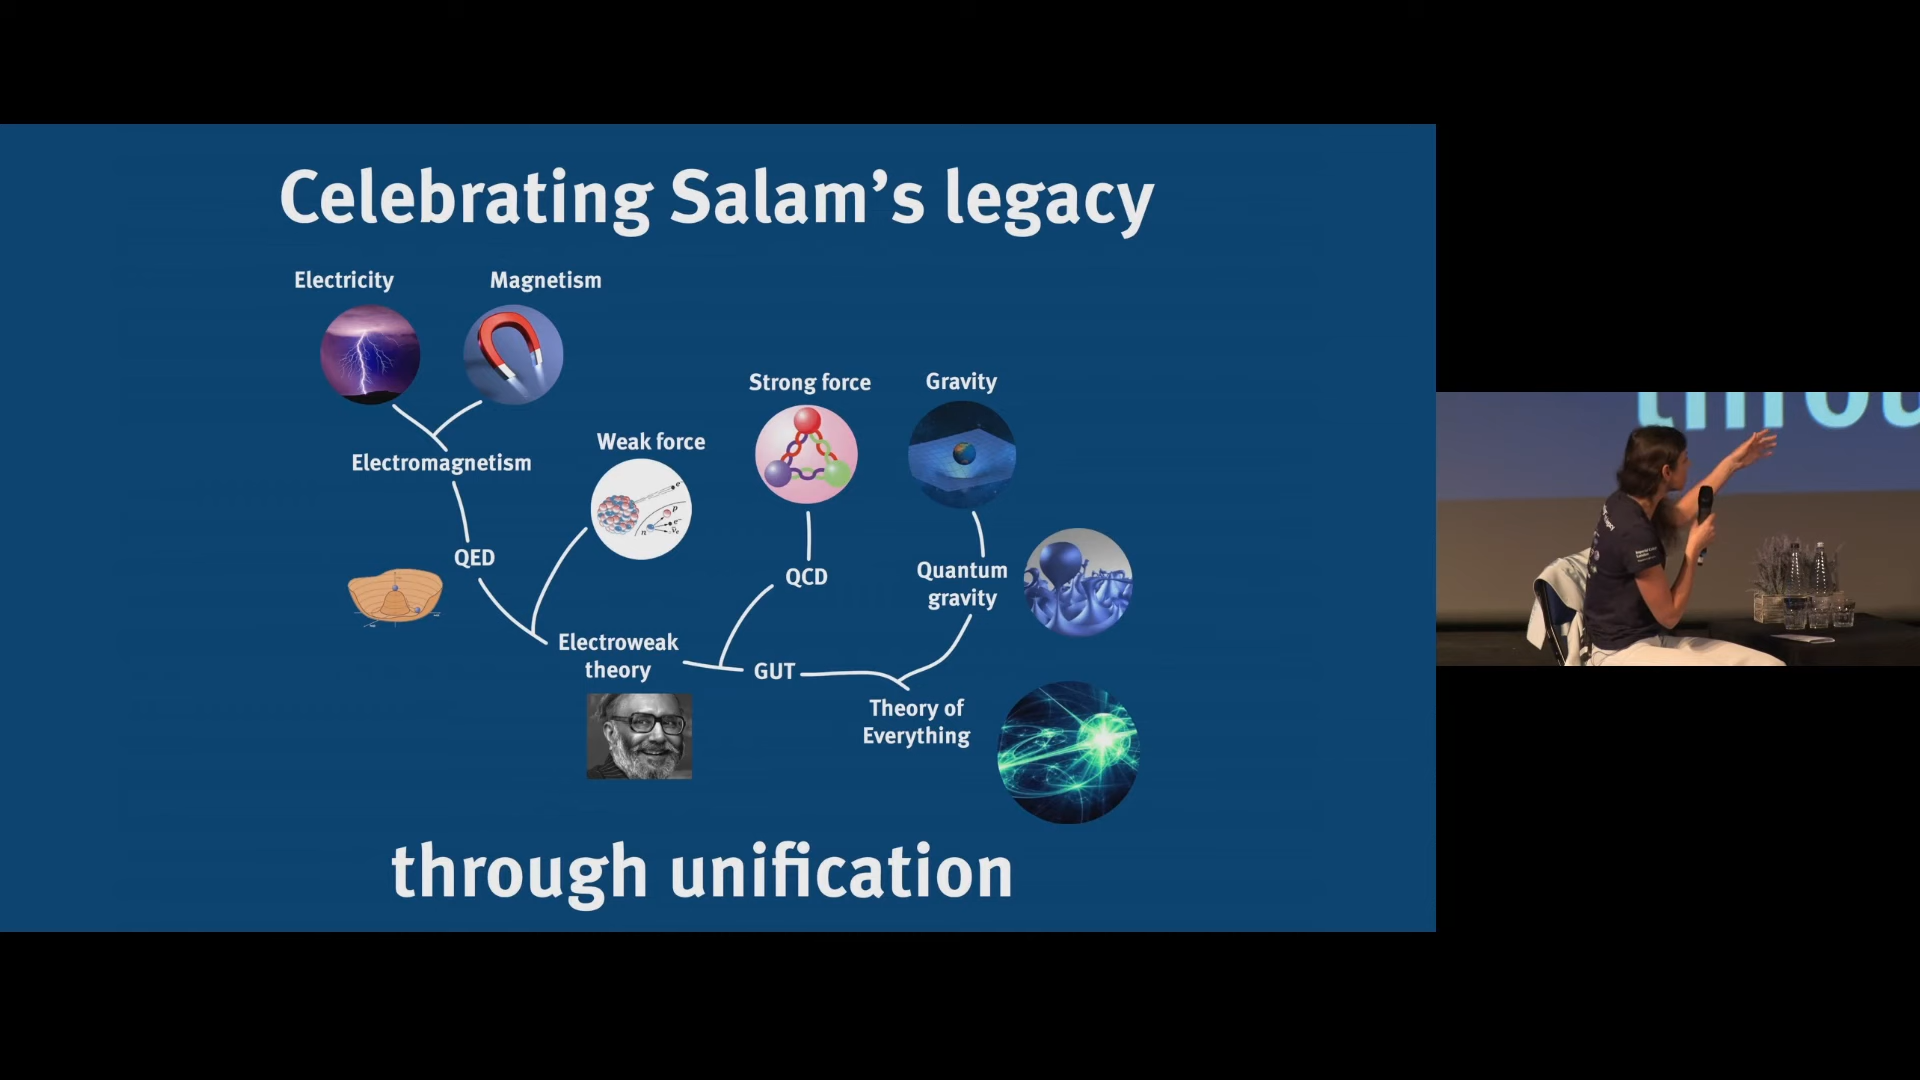 Celebrating Salam's legacy
Electricity
Magnetism
Strong force
Gravity
Weak force
Electromagnetism
QED
QCD
Quantum
gravity
Electroweak
theory
GUT
Theory of
Everything
through unification
throu